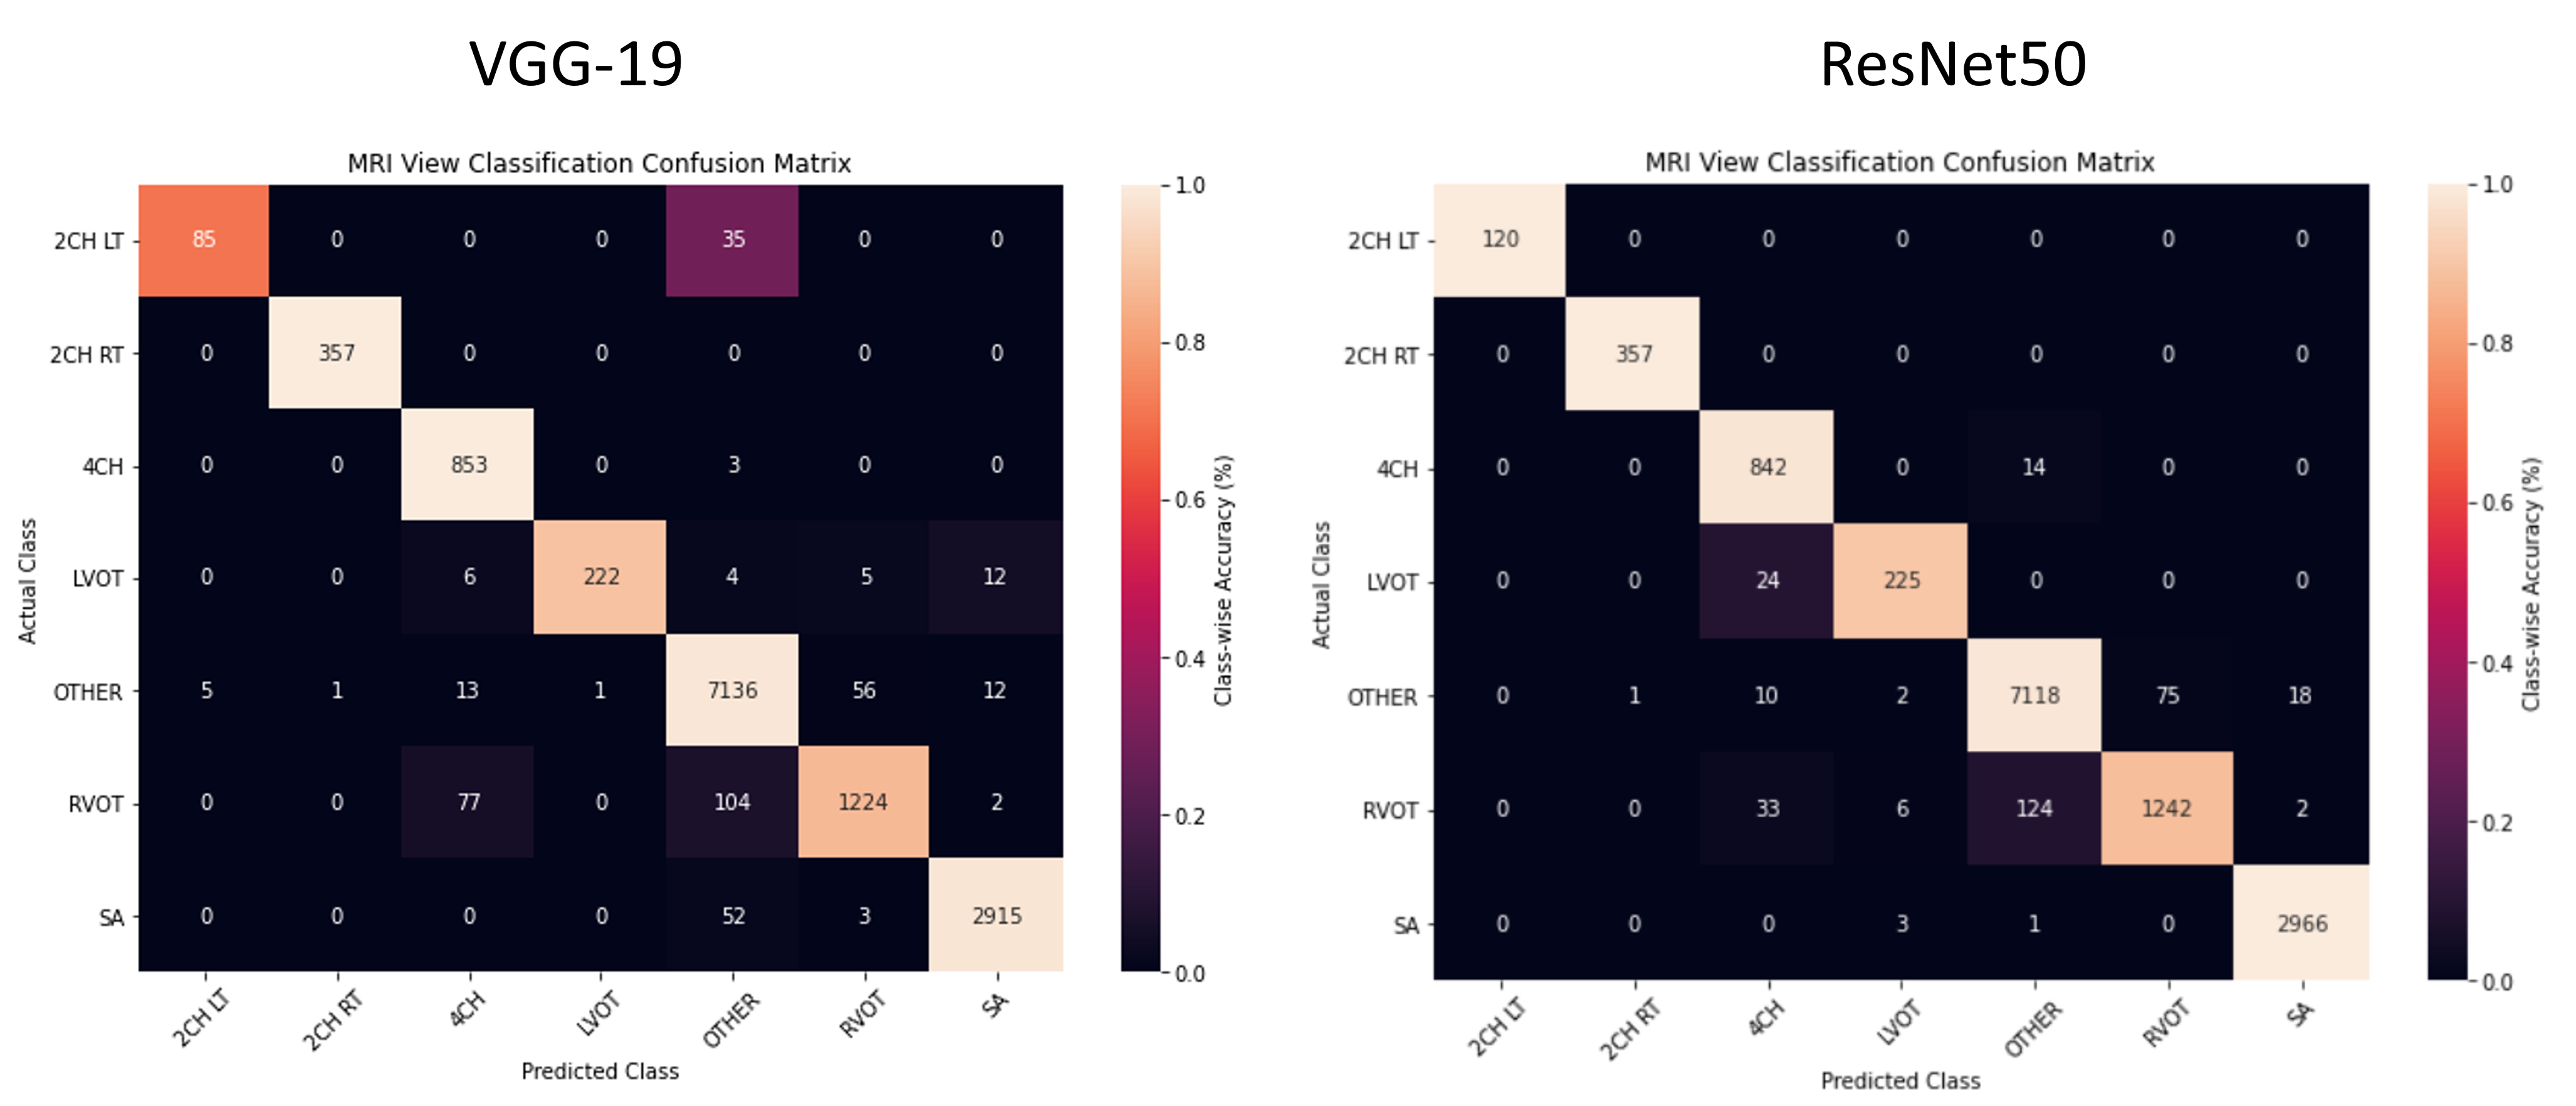 VGG-19
MRI View Classification Confusion Matrix
2CH LT 85 0 0 0 35 0 0
2CH RT 0 357 0 0 0 0 0
4CH 0 0 853 0 3 0 0
LVOT 0 0 6 222 4 5 12
OTHER 5 1 13 1 7136 56 12
RVOT 0 0 77 0 104 1224 2
SA 0 0 0 0 52 3 2915
2CH LT 2CH RT 4CH LVOT OTHER RVOT SA
Predicted Class
Actual Class
1.0
0.8
0.6
0.4
0.2
0.0
Class-wise Accuracy (%)
ResNet50
MRI View Classification Confusion Matrix
2CH LT 120 0 0 0 0 0 0
2CH RT 0 357 0 0 0 0 0
4CH 0 0 842 0 14 0 0
LVOT 0 0 24 225 0 0 0
OTHER 0 1 10 2 7118 75 18
RVOT 0 0 33 6 124 1242 2
SA 0 0 0 3 1 0 2966
2CH LT 2CH RT 4CH LVOT OTHER RVOT SA
Predicted Class
Actual Class
1.0
0.8
0.6
0.4
0.2
0.0
Class-wise Accuracy (%)